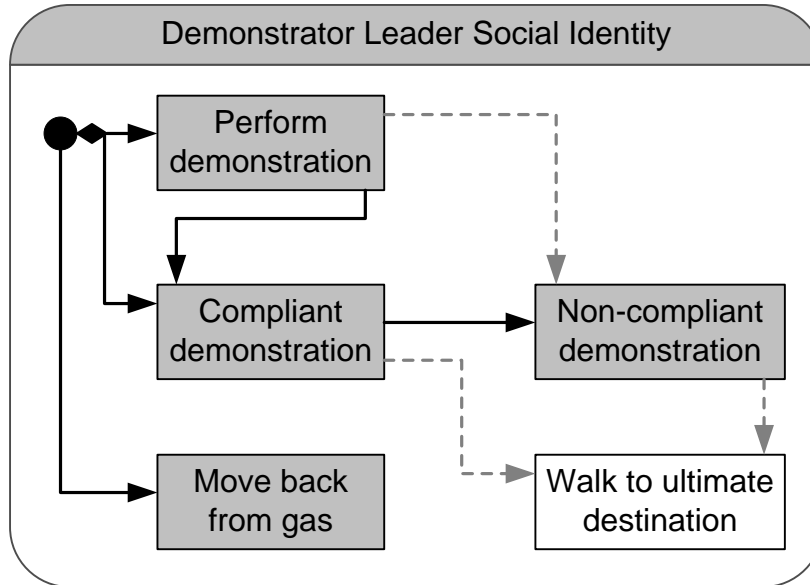 Demonstrator Leader Social Identity
Perform
demonstration
Compliant
demonstration
Non-compliant
demonstration
Move back
from gas
Walk to ultimate
destination